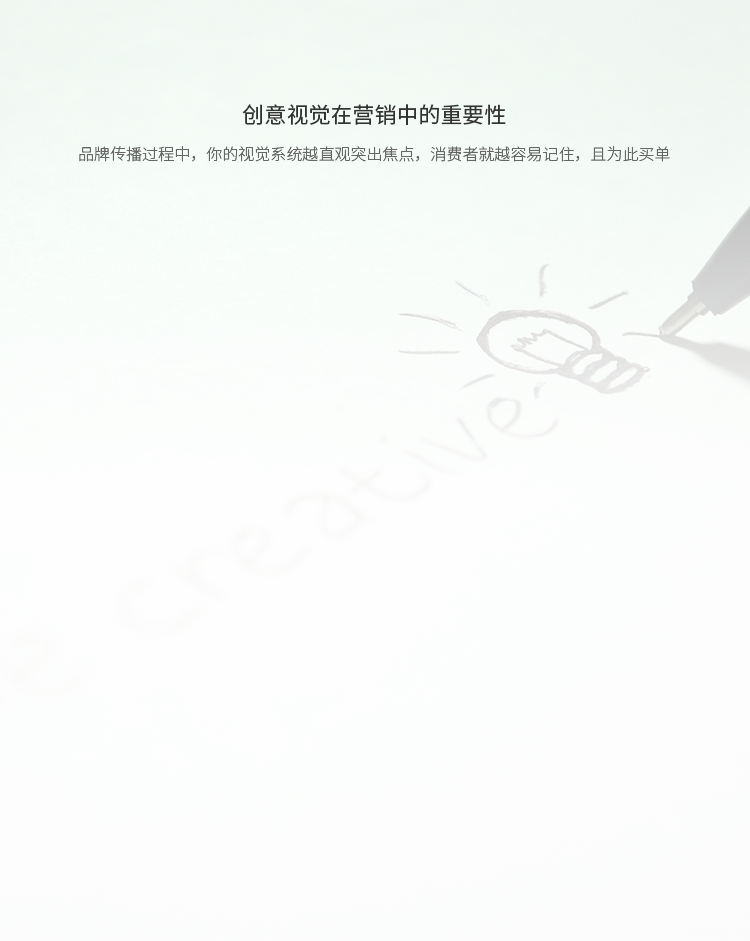 创意视觉在营销中的重要性
品牌传播过程中，你的视觉系统越直观突出焦点，消费者就越容易记住，且为此买单
creative